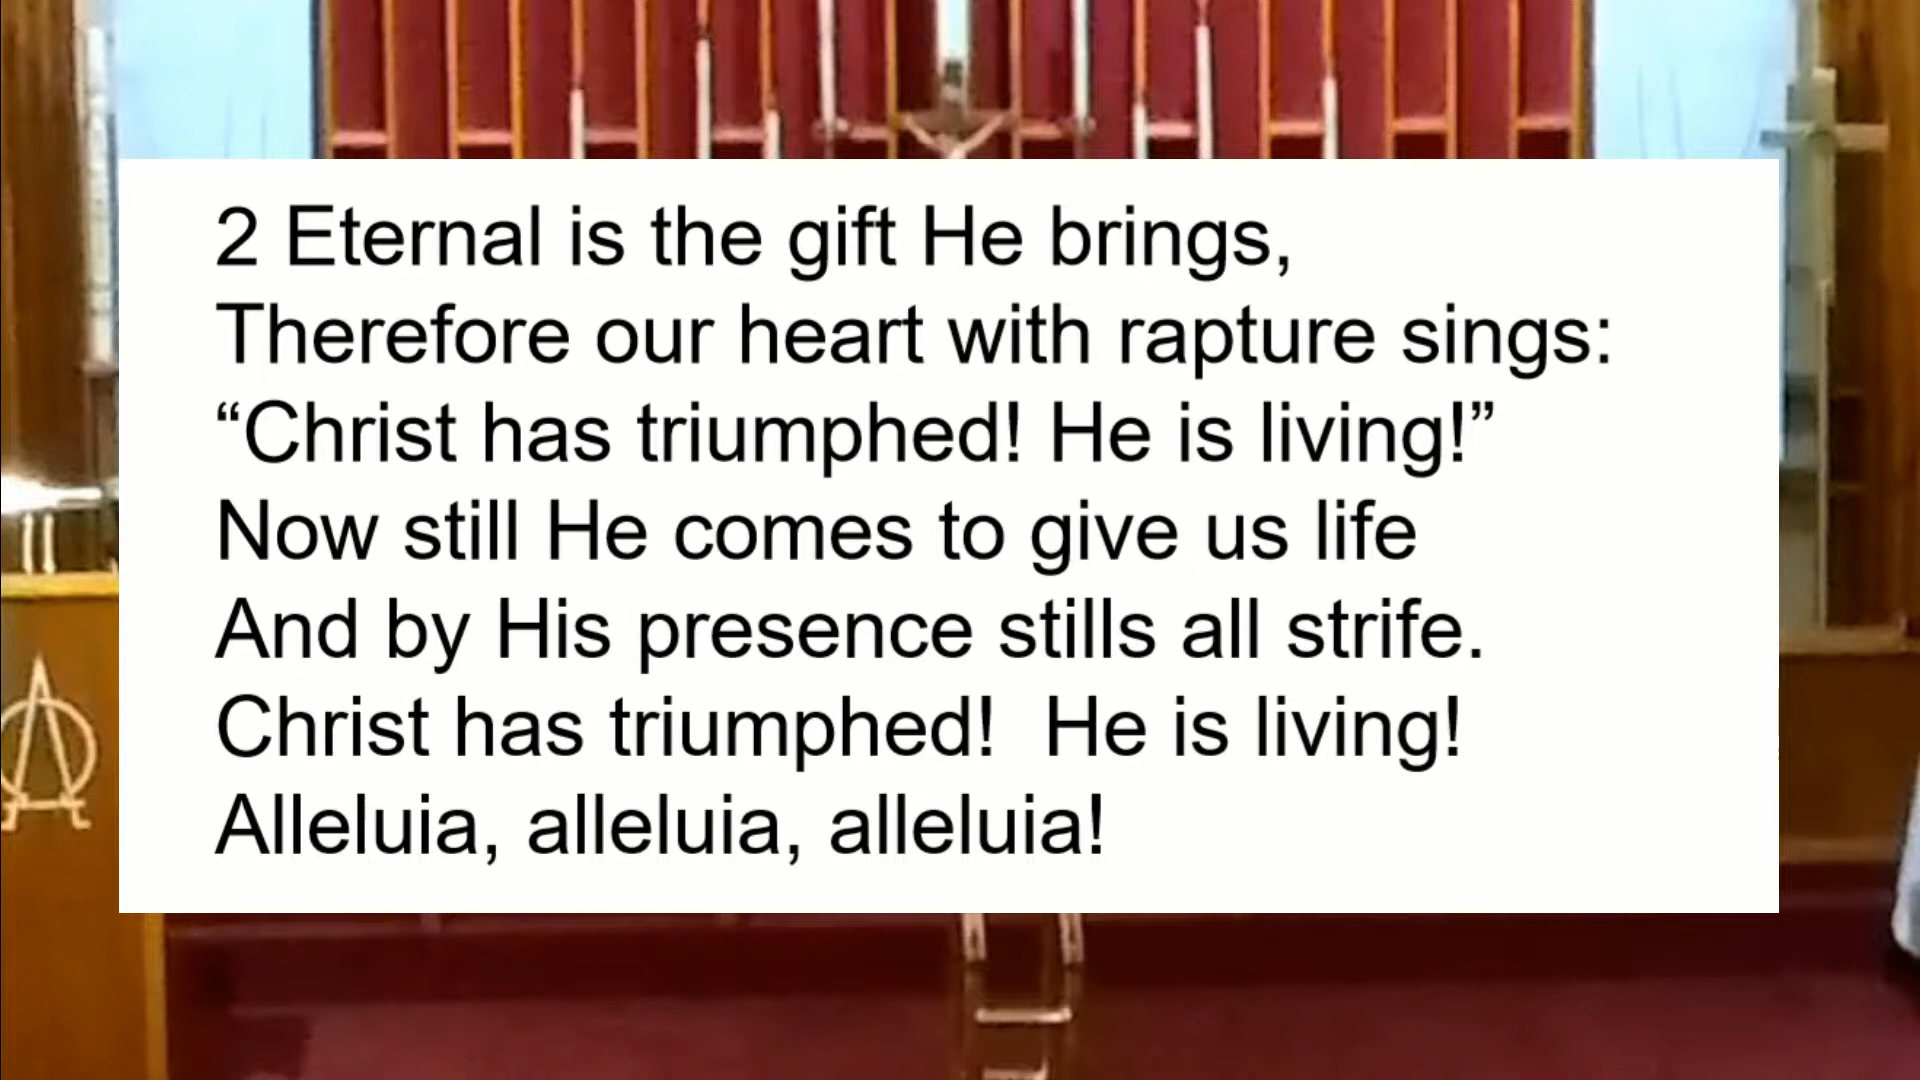 2 Eternal is the gift He brings,
Therefore our heart with rapture sings:
“Christ has triumphed! He is living!”
Now still He comes to give us life
And by His presence stills all strife.
Christ has triumphed!  He is living!
Alleluia, alleluia, alleluia!